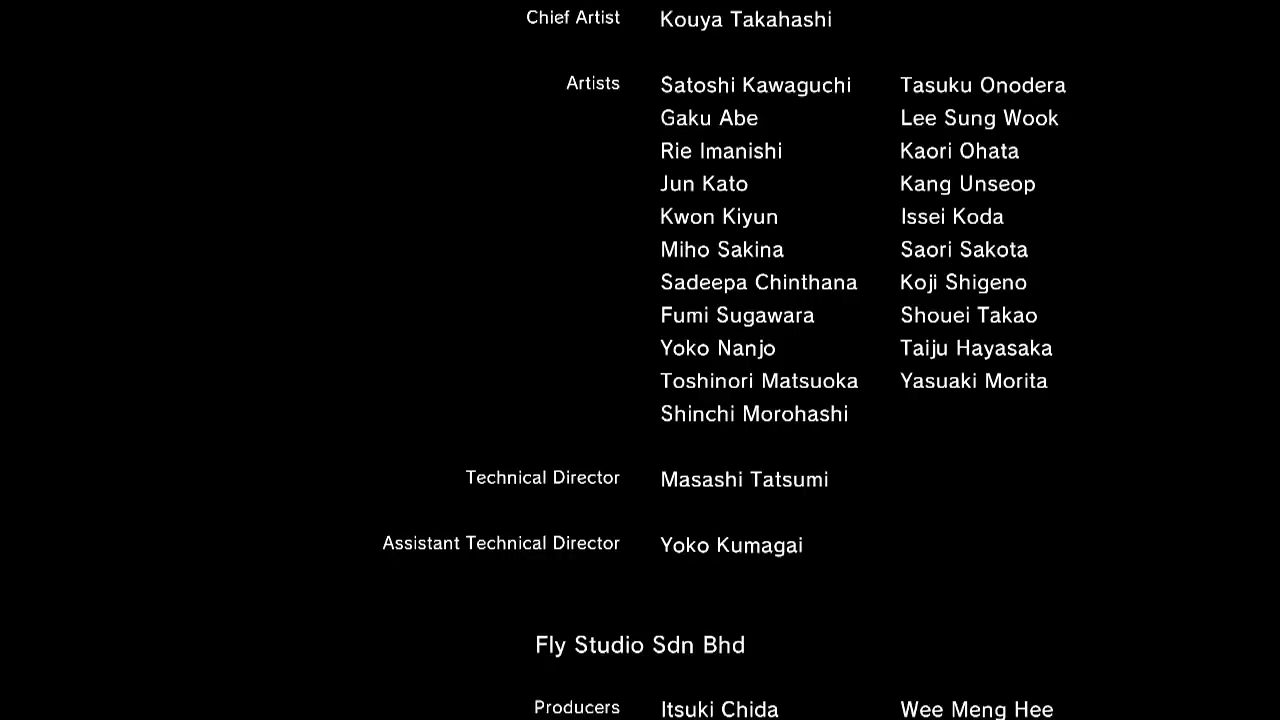 Chief Artist Kouya Takahashi
Artists Satoshi Kawaguchi Tasuku Onodera
Gaku Abe Lee Sung Wook
Rie Imanishi Kaori Ohata
Jun Kato Kang Unseop
Kwon Kiyun Issei Koda
Miho Sakina Saori Sakota
Sadeepa Chinthana Koji Shigeno
Fumi Sugawara Shouei Takao
Yoko Nanjo Taiju Hayasaka
Toshinori Matsuoka Yasuaki Morita
Shinchi Morohashi
Technical Director Masashi Tatsumi
Assistant Technical Director Yoko Kumagai
Fly Studio Sdn Bhd
Producers Itsuki Chida Wee Meng Hee